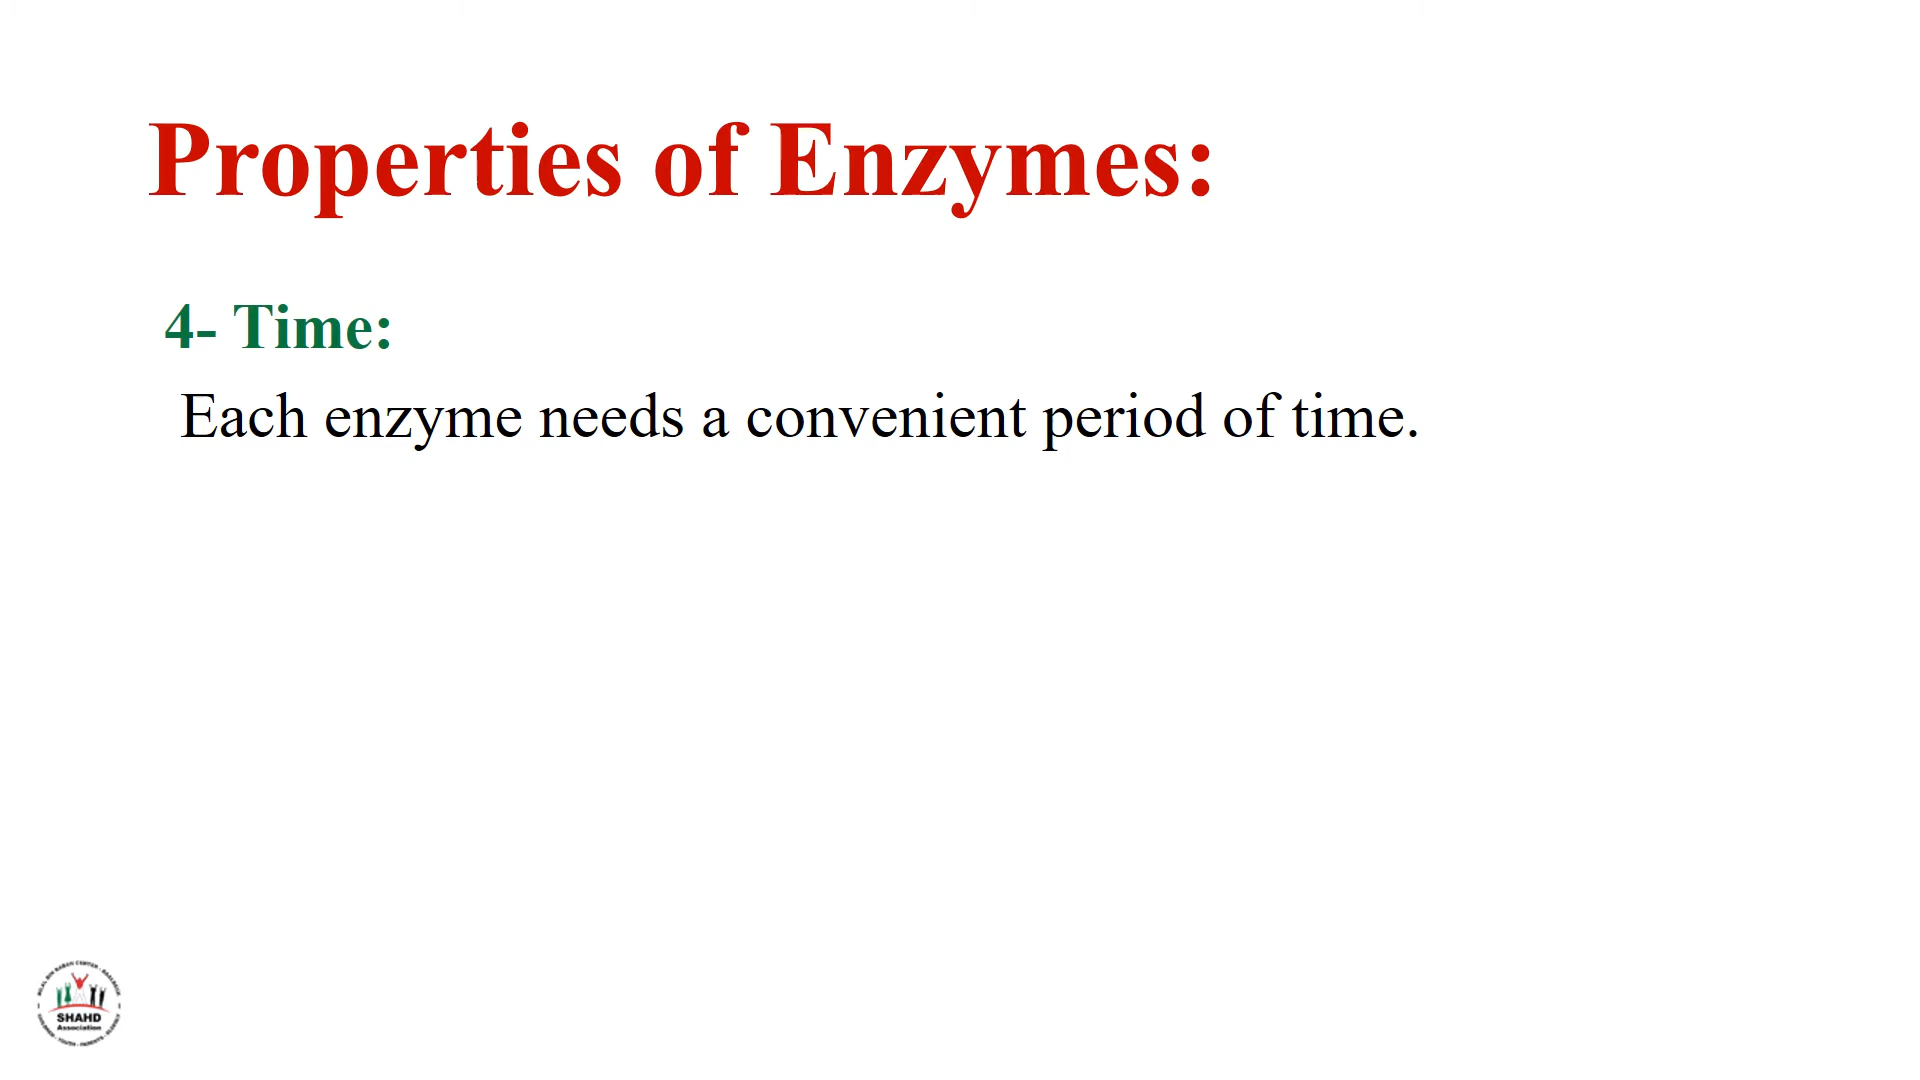 Properties of Enzymes:
4- Time:
Each enzyme needs a convenient period of time.
SHAHD
Association